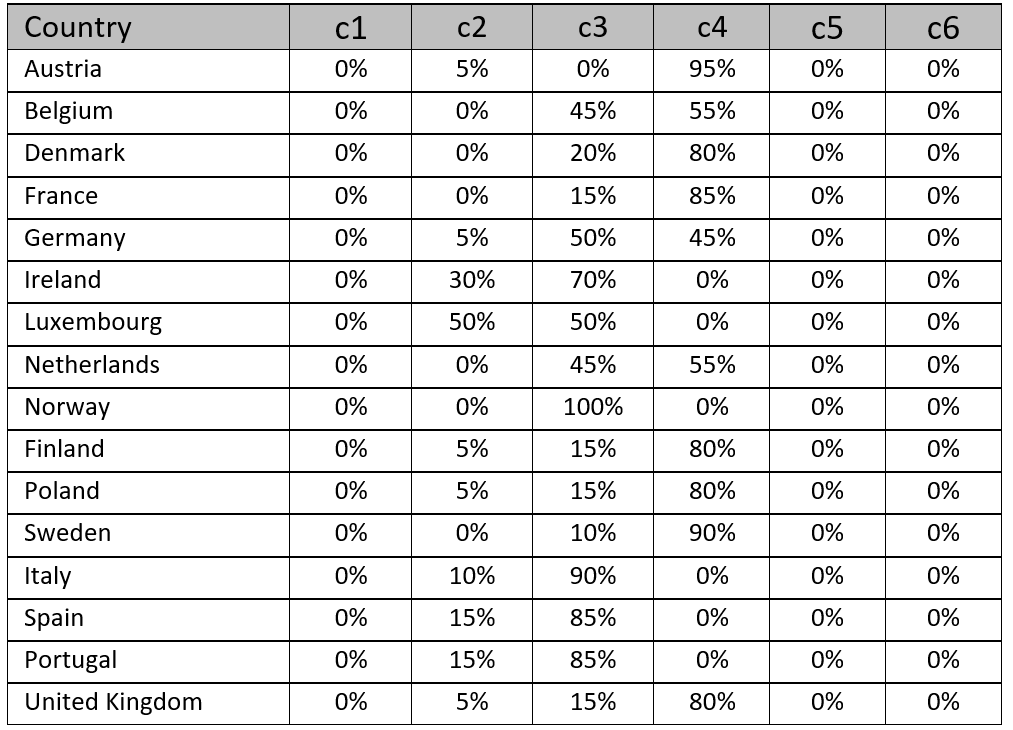 Country c1 c2 c3 c4 c5 c6
Austria 0% 5% 0% 95% 0% 0%
Belgium 0% 0% 45% 55% 0% 0%
Denmark 0% 0% 20% 80% 0% 0%
France 0% 0% 15% 85% 0% 0%
Germany 0% 5% 50% 45% 0% 0%
Ireland 0% 30% 70% 0% 0% 0%
Luxembourg 0% 50% 50% 0% 0% 0%
Netherlands 0% 0% 45% 55% 0% 0%
Norway 0% 0% 100% 0% 0% 0%
Finland 0% 5% 15% 80% 0% 0%
Poland 0% 5% 15% 80% 0% 0%
Sweden 0% 0% 10% 90% 0% 0%
Italy 0% 10% 90% 0% 0% 0%
Spain 0% 15% 85% 0% 0% 0%
Portugal 0% 15% 85% 0% 0% 0%
United Kingdom 0% 5% 15% 80% 0% 0%